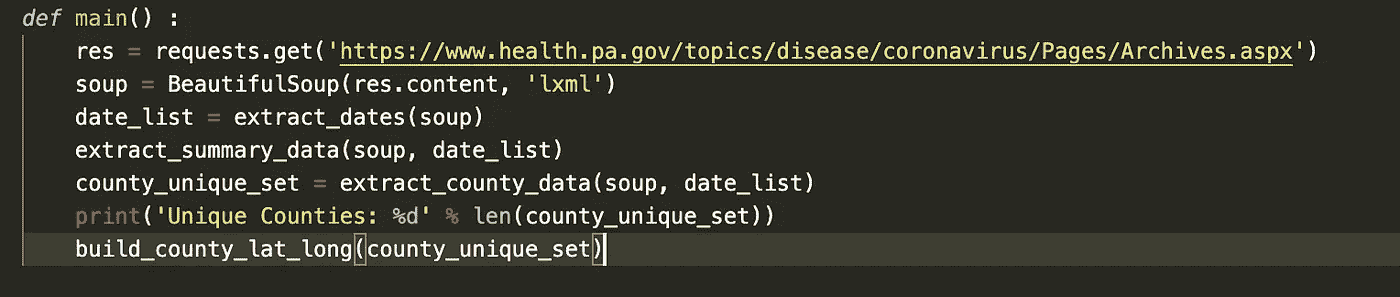 def main() :
    res = requests.get('https://www.health.pa.gov/topics/disease/coronavirus/Pages/Archives.aspx')
    soup = BeautifulSoup(res.content, 'lxml')
    date_list = extract_dates(soup)
    extract_summary_data(soup, date_list)
    county_unique_set = extract_county_data(soup, date_list)
    print('Unique Counties: %d' % len(county_unique_set))
    build_county_lat_long(county_unique_set)